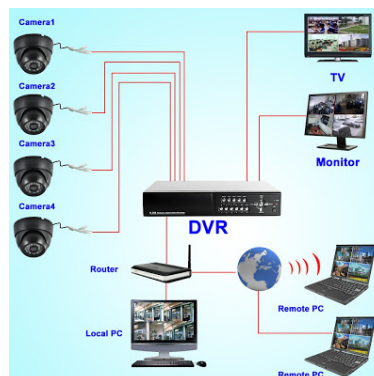 Camera1
TV
Camera2
Camera3
Monitor
Camera4
DVR
Router
Remote PC
Local PC
Remote PC